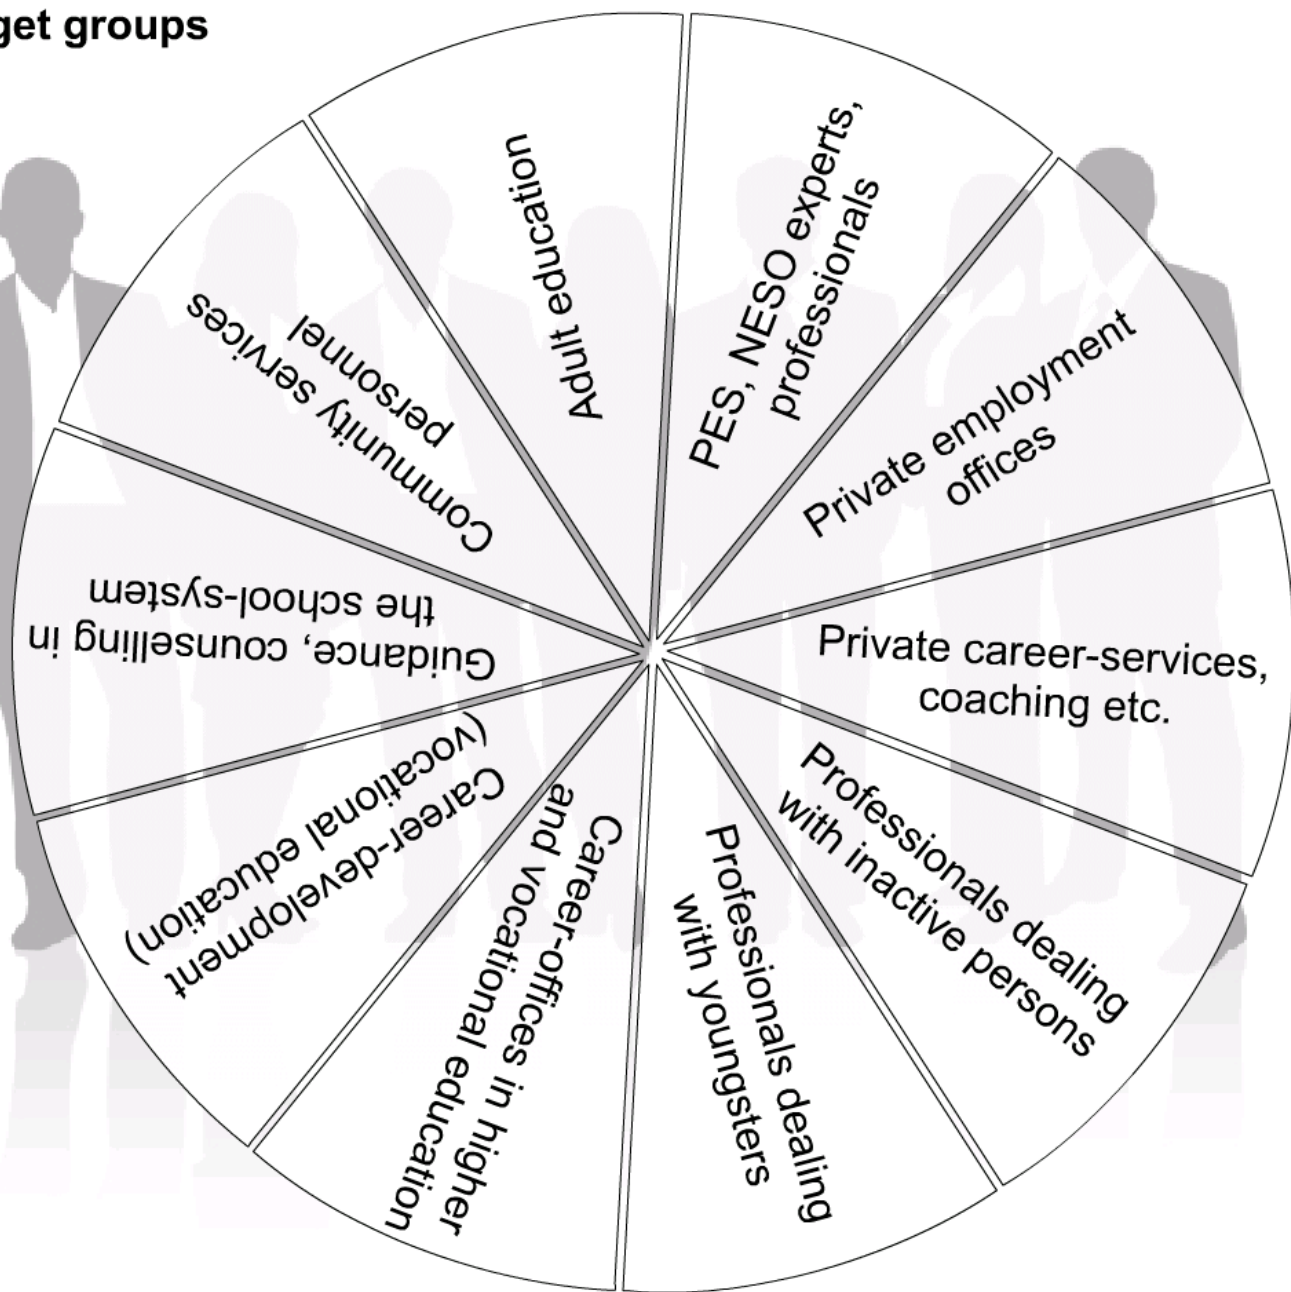 get groups
PES, NESO experts,
professionals
Private employment
offices
Private career-services,
coaching etc.
Professionals dealing
with inactive persons
Professionals dealing
with youngsters
Career-offices in higher
and vocational education
Career-development
(vocational education)
Guidance, counselling in
the school-system
Community services
personnel
Adult education